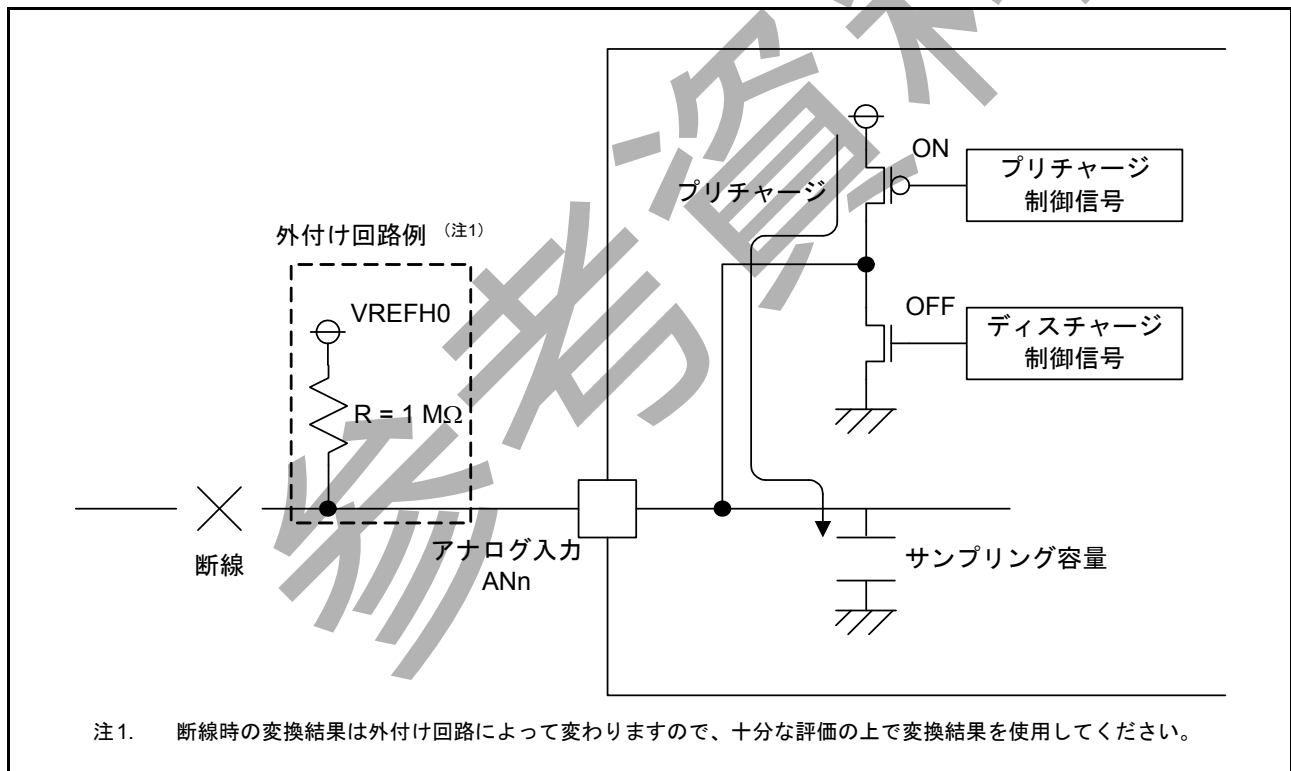 参考資料
ON
プリチャージ
制御信号
プリチャージ
外付け回路例 (注1)
VREFH0
R = 1 MΩ
OFF
ディスチャージ
制御信号
断線
アナログ入力
ANn
サンプリング容量
注1. 断線時の変換結果は外付け回路によって変わりますので、十分な評価の上で変換結果を使用してください。